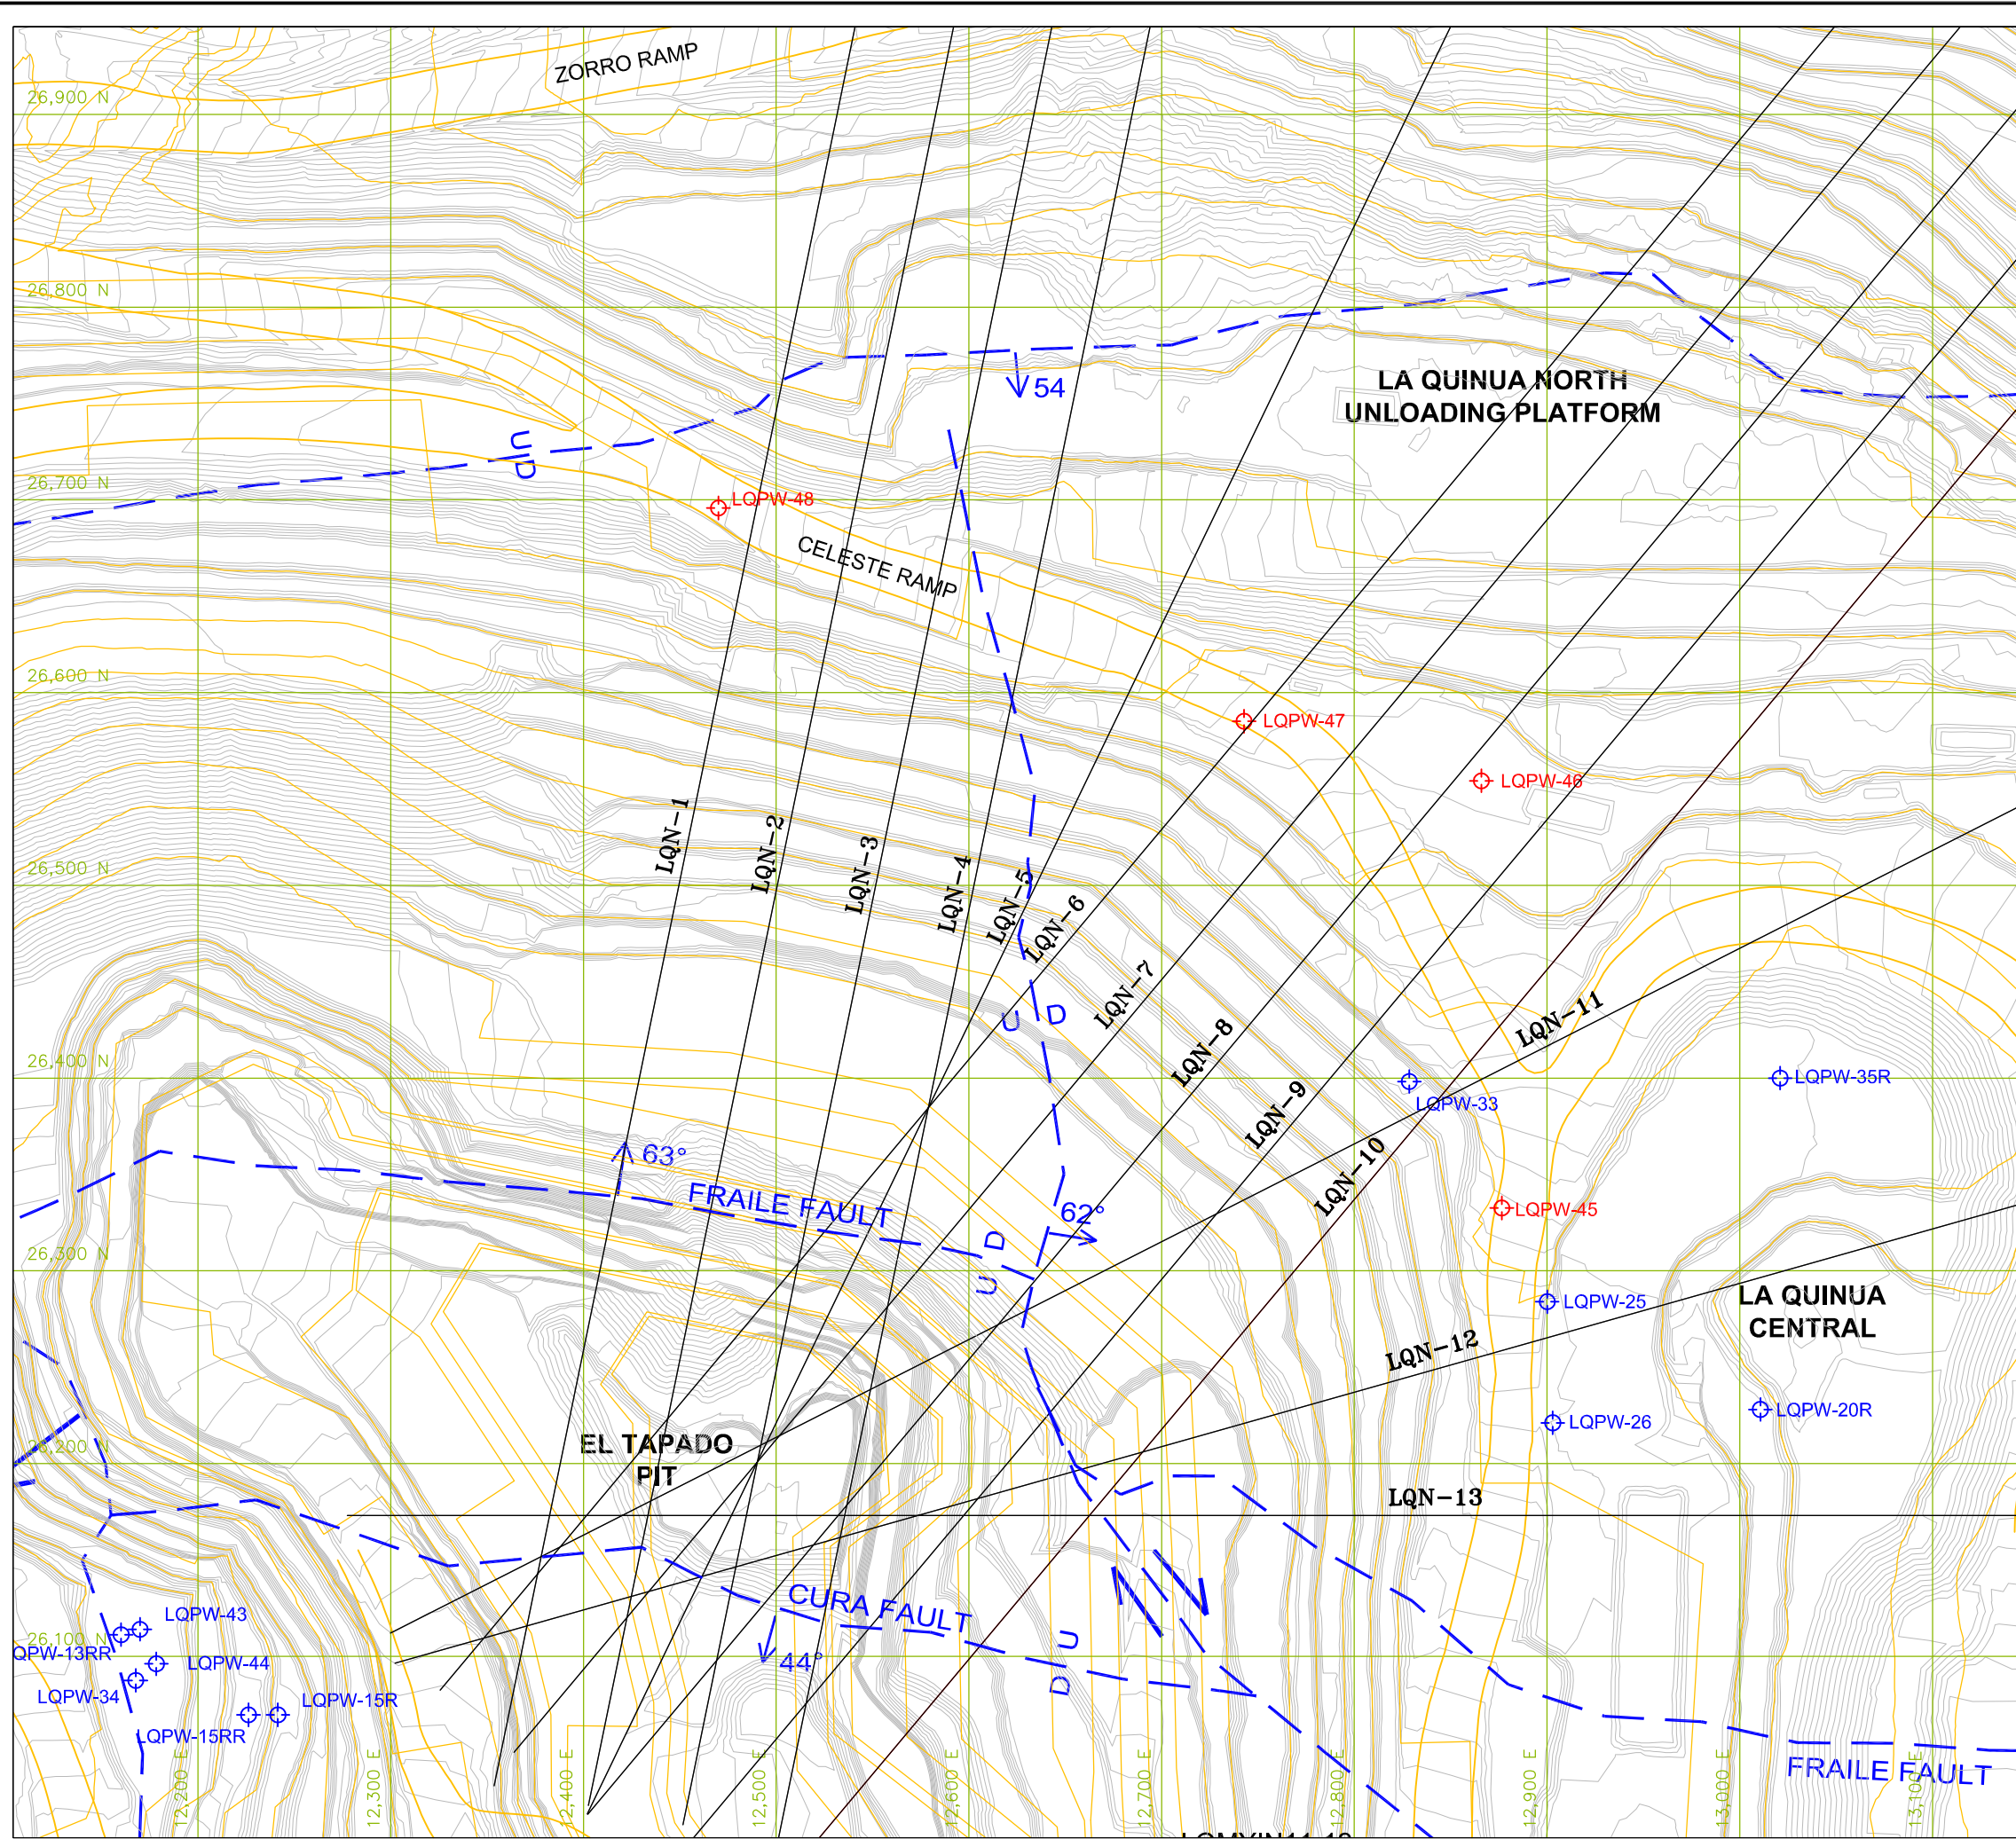 ZORRO RAMP
26,900 N
26,800 N
54
LA QUINUA NORTH
UNLOADING PLATFORM
U
D
26,700 N
LQPW-48
CELESTE RAMP
26,600 N
LQPW-47
LQPW-46
LQN-1
LQN-2
LQN-3
LQN-4
LQN-5
LQN-6
26,500 N
LQN-7
LQN-8
LQN-9
LQN-10
LQN-11
U D
26,400 N
LQPW-33
LQPW-35R
63°
FRAILE FAULT
62°
U D
LQPW-45
26,300 N
LQPW-25
LA QUINUA
CENTRAL
LQN-12
LQPW-26
LQPW-20R
26,200 N
EL TAPADO
PIT
LQN-13
CURA FAULT
44°
D U
LQPW-43
26,100 N
QPW-13RR
LQPW-44
LQPW-34
LQPW-15R
LQPW-15RR
FRAILE FAULT
12,200 E
12,300 E
12,400 E
12,500 E
12,600 E
12,700 E
12,800 E
12,900 E
13,000 E
13,100 E